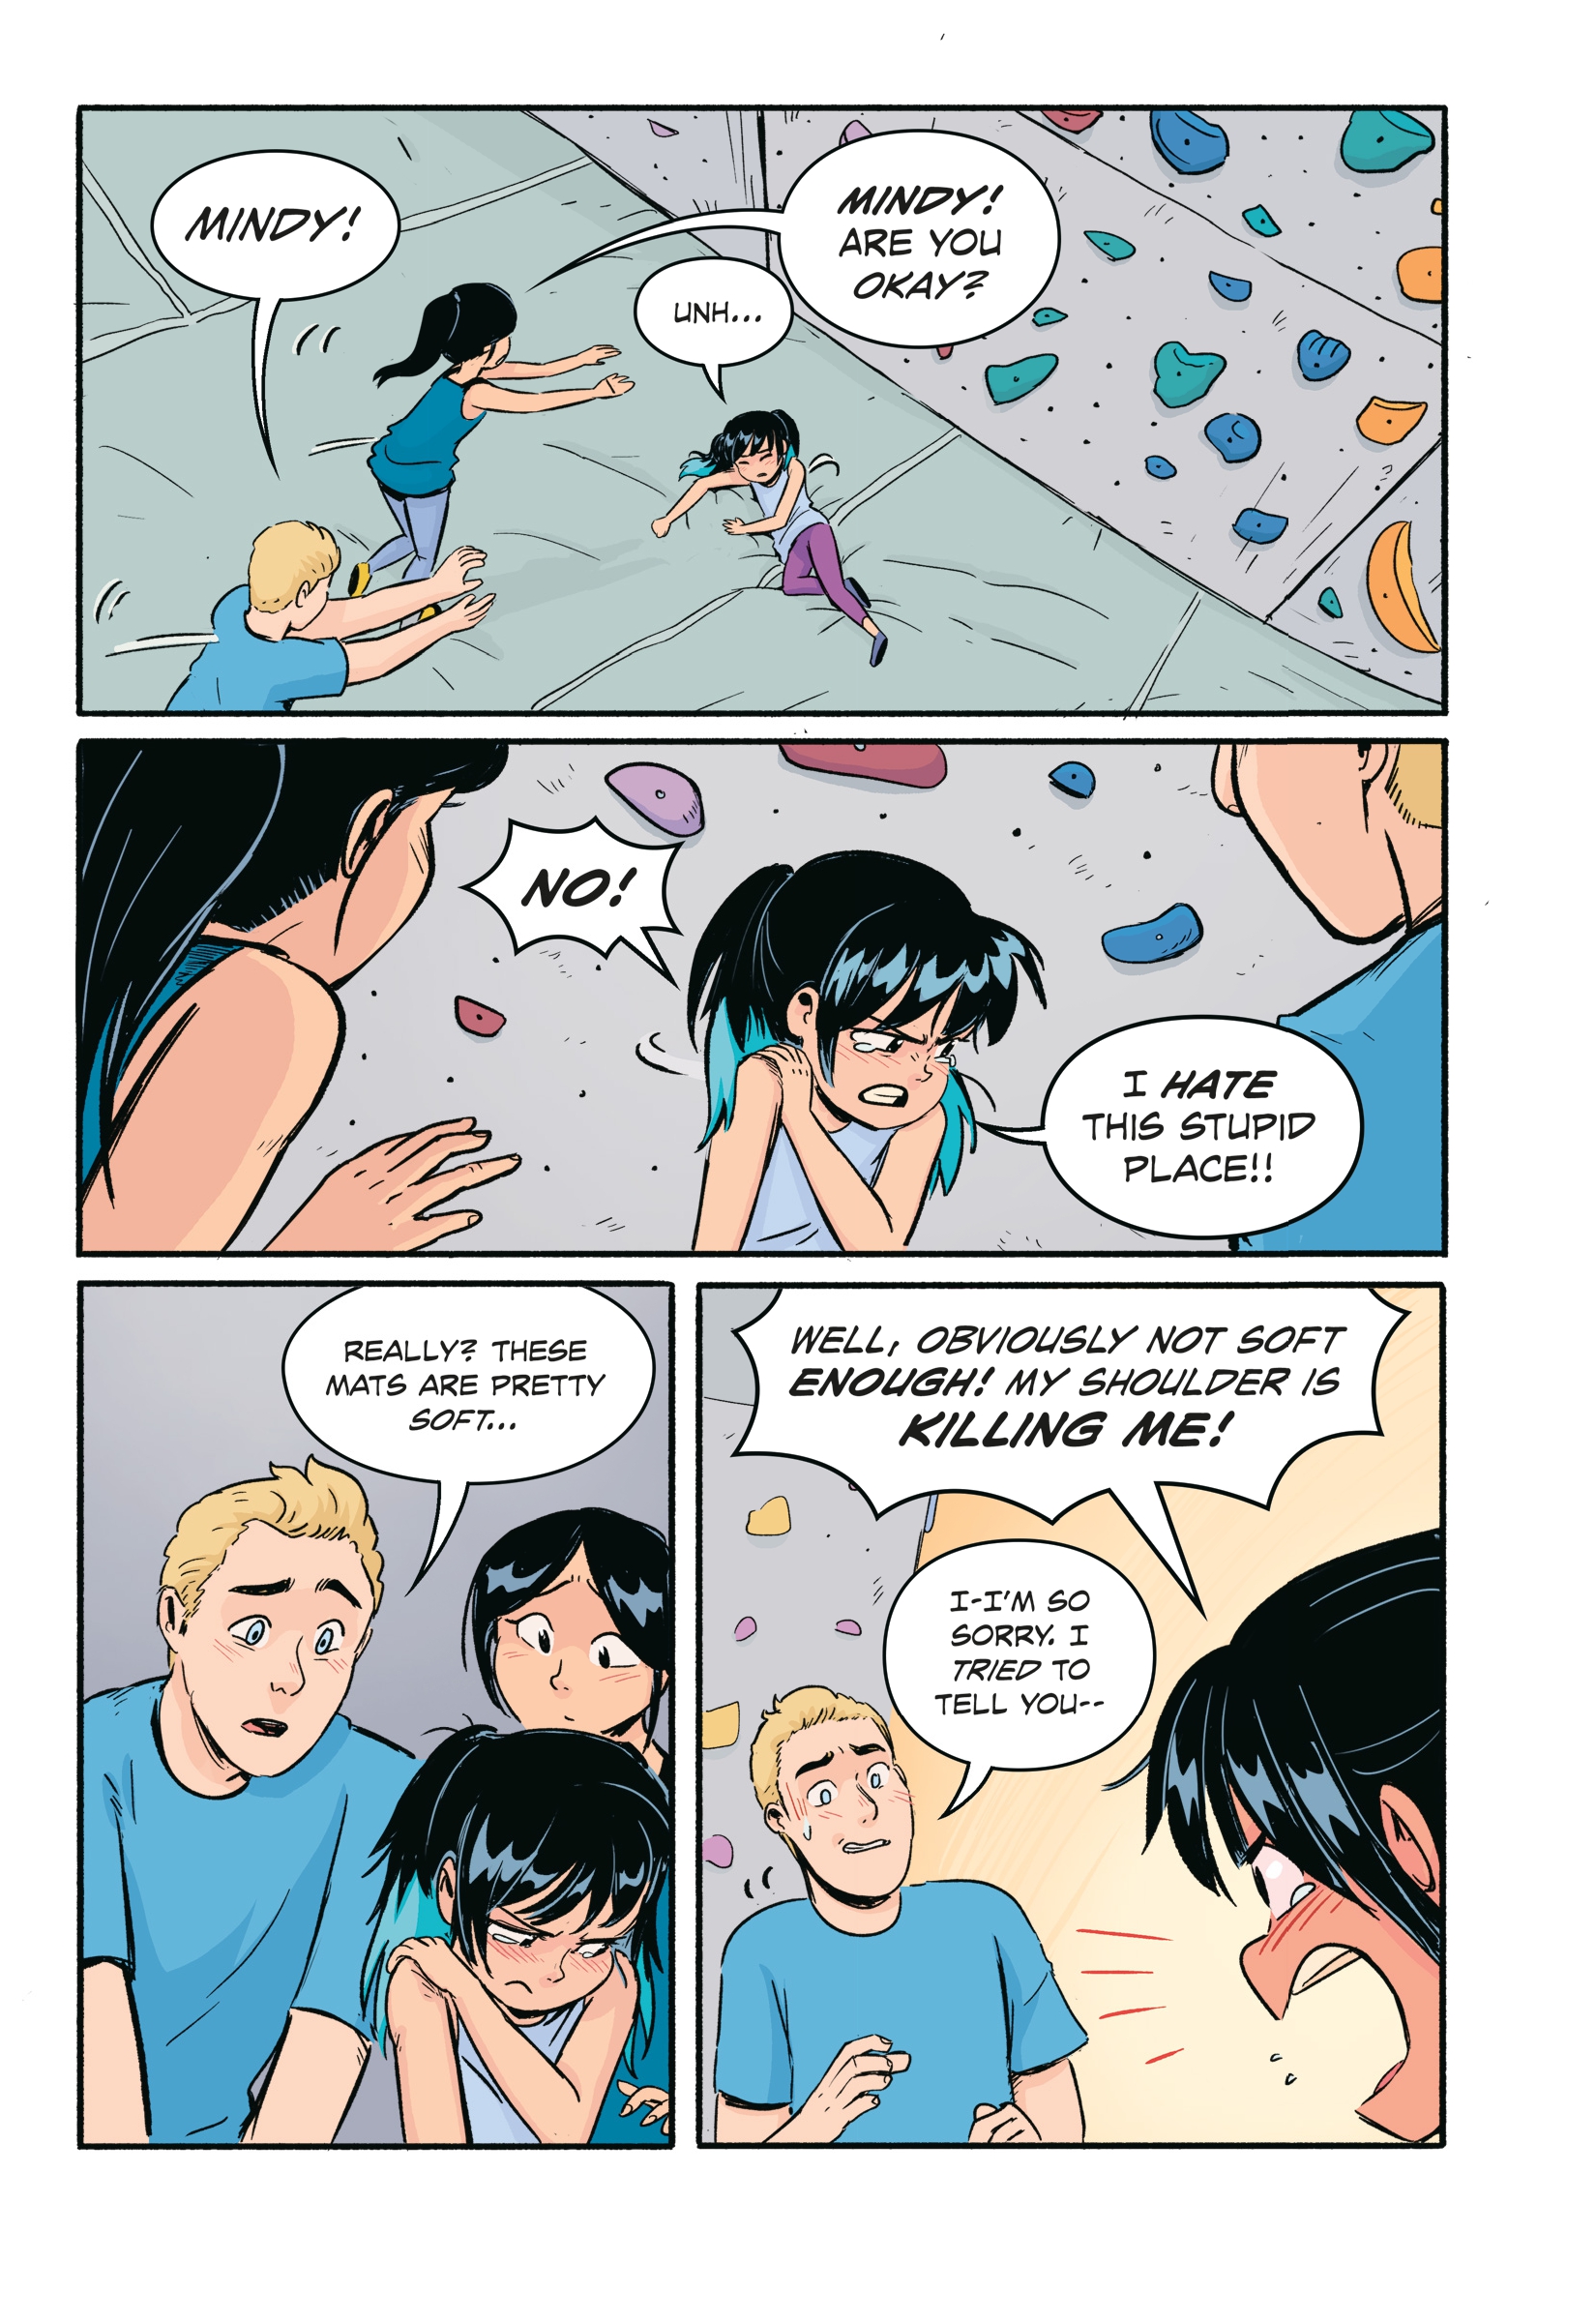 MINDY!
MINDY!
ARE YOU
OKAY?
UNH...
NO!
I HATE
THIS STUPID
PLACE!!
REALLY? THESE
MATS ARE PRETTY
SOFT...
WELL, OBVIOUSLY NOT SOFT
ENOUGH! MY SHOULDER IS
KILLING ME!
I-I'M SO
SORRY. I
TRIED TO
TELL YOU--